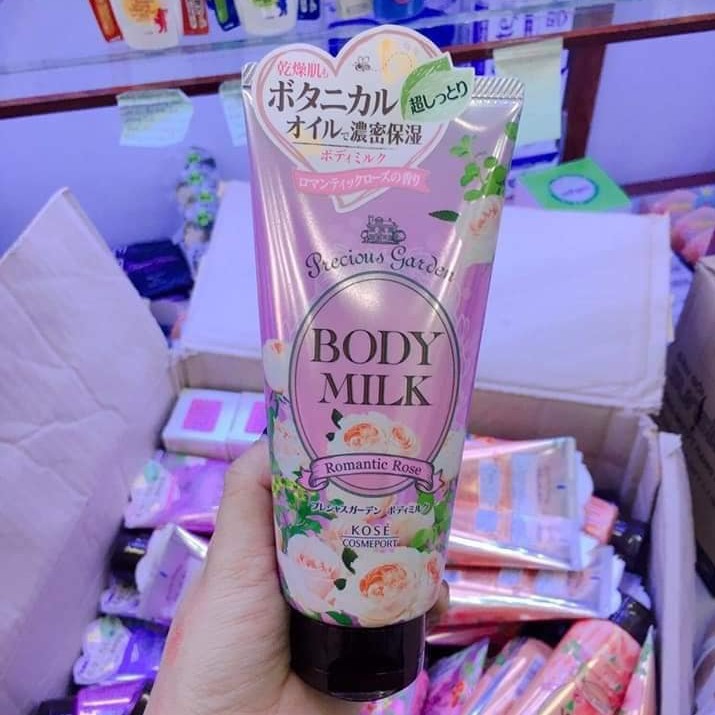 乾燥肌も
ボタニカル
オイルで濃密保湿
超しっとり
ボディミルク
ロマンティックローズの香り
Precious Garden
BODY
MILK
Romantic Rose
プレシャスガーデン ボディミルク
KOSÉ
COSMEPORT